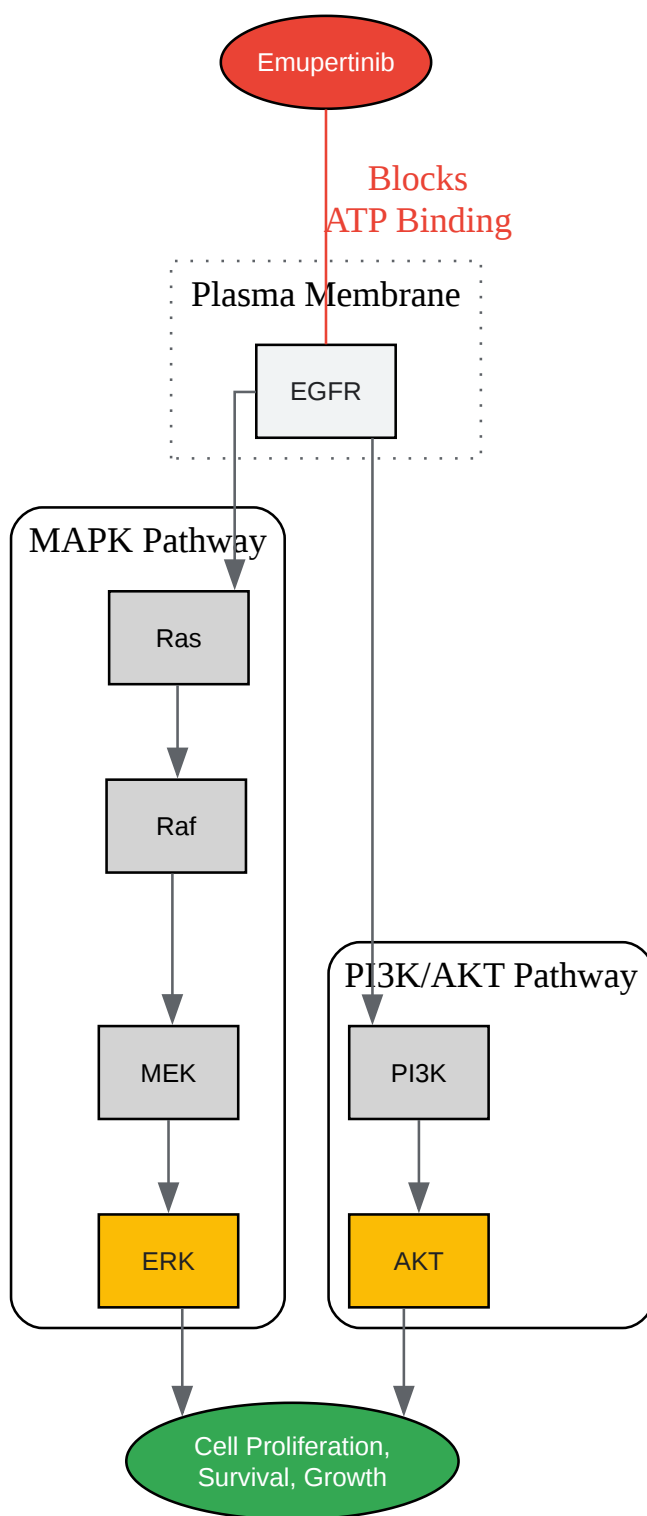 Emupertinib
Blocks
ATP Binding
Plasma Membrane
EGFR
MAPK Pathway
Ras
Raf
PI3K/AKT Pathway
MEK
PI3K
ERK
AKT
Cell Proliferation,
Survival, Growth